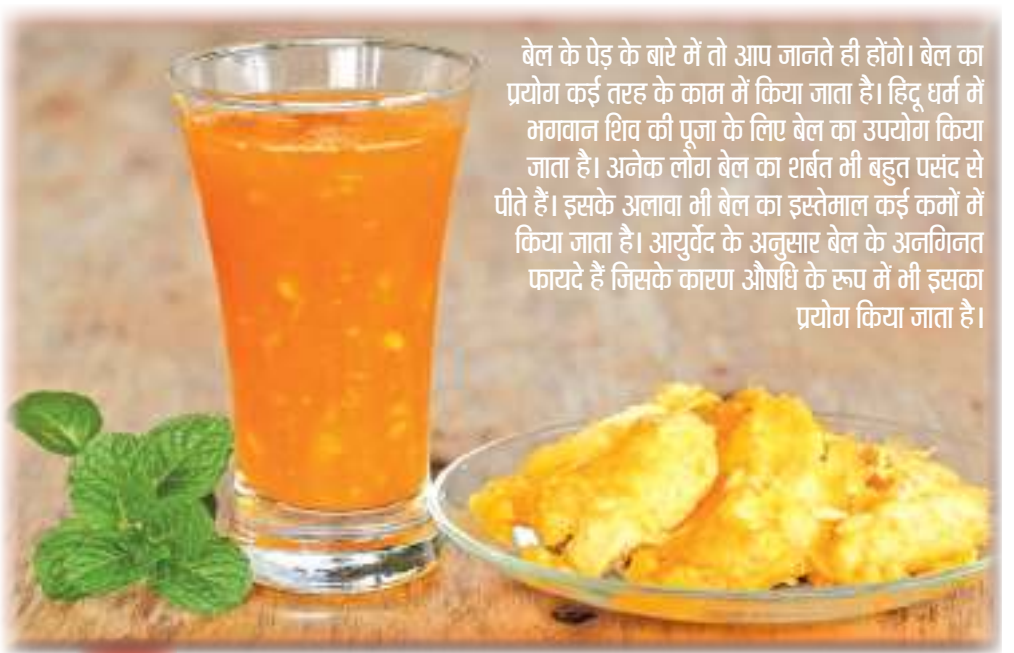 बेल के पेड़ के बारे में तो आप जानते ही होंगे। बेल का
प्रयोग कई तरह के काम में किया जाता है। हिदू धर्म में
भगवान शिव की पूजा के लिए बेल का उपयोग किया
जाता है। अनेक लोग बेल का शर्बत भी बहुत पसंद से
पीते हैं। इसके अलावा भी बेल का इस्तेमाल कई कमों में
किया जाता है। आयुर्वेद के अनुसार बेल के अनगिनत
फायदे हैं जिसके कारण औषधि के रूप में भी इसका
प्रयोग किया जाता है।